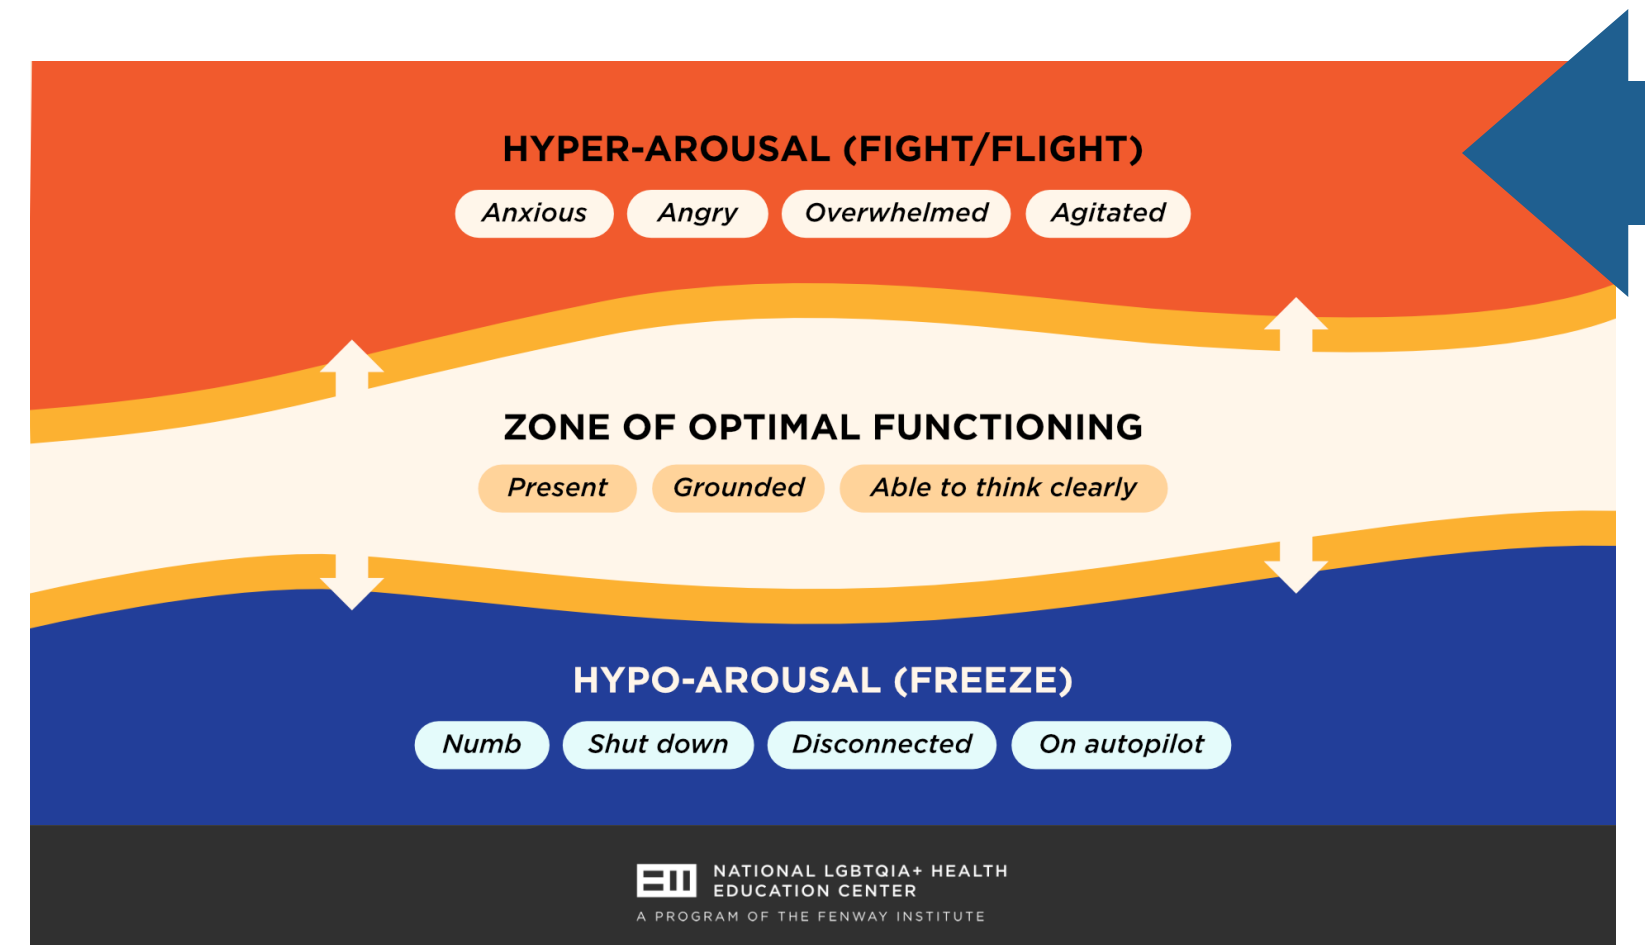 HYPER-AROUSAL (FIGHT/FLIGHT)
Anxious Angry Overwhelmed Agitated
ZONE OF OPTIMAL FUNCTIONING
Present Grounded Able to think clearly
HYPO-AROUSAL (FREEZE)
Numb Shut down Disconnected On autopilot
NATIONAL LGBTQIA+ HEALTH
EDUCATION CENTER
A PROGRAM OF THE FENWAY INSTITUTE